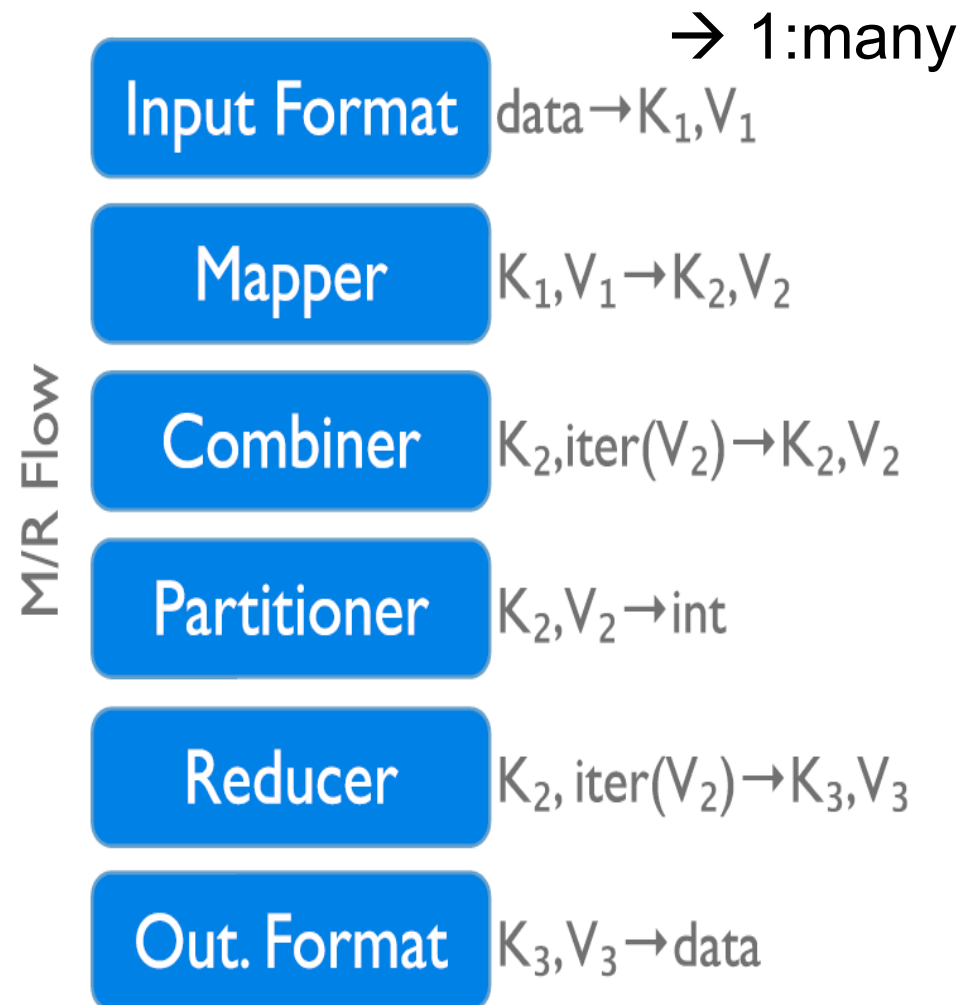 → 1:many
Input Format data→K₁,V₁
Mapper K₁,V₁→K₂,V₂
M/R Flow
Combiner K₂,iter(V₂)→K₂,V₂
Partitioner K₂,V₂→int
Reducer K₂, iter(V₂)→K₃,V₃
Out. Format K₃,V₃→data